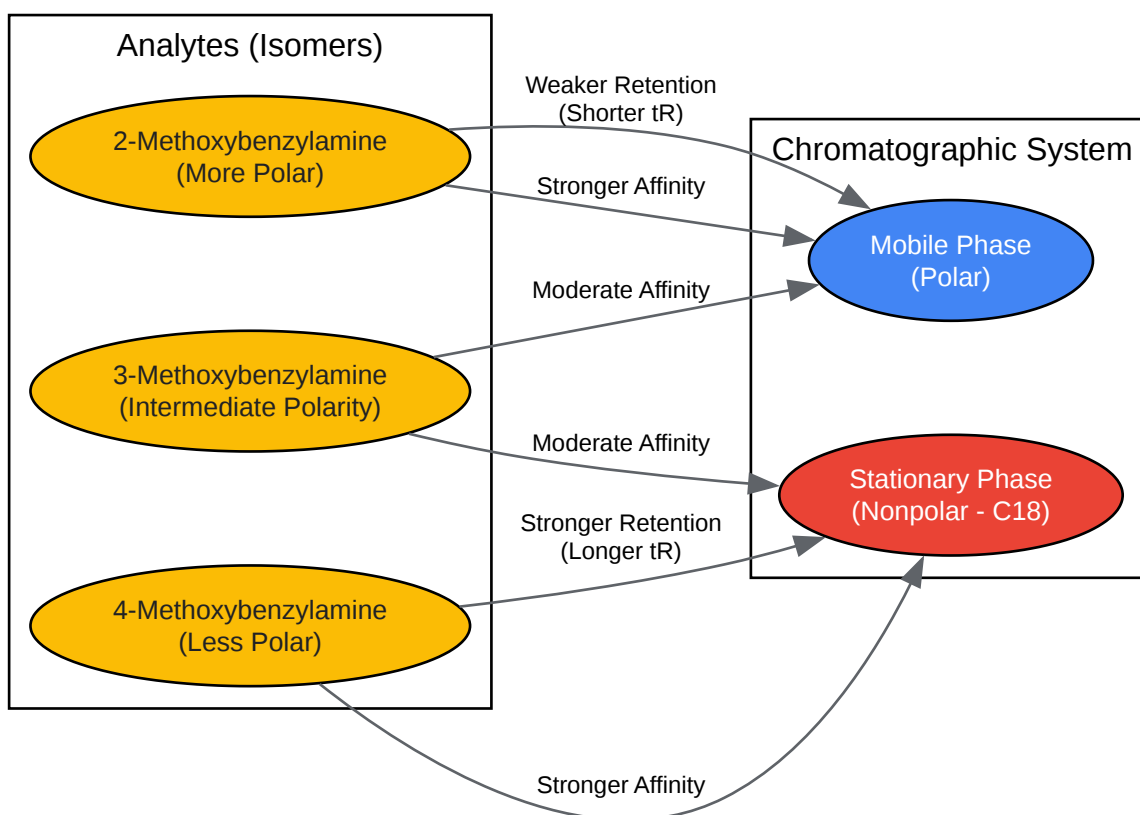 Analytes (Isomers)
2-Methoxybenzylamine
(More Polar)
3-Methoxybenzylamine
(Intermediate Polarity)
4-Methoxybenzylamine
(Less Polar)
Weaker Retention
(Shorter tR)
Stronger Affinity
Moderate Affinity
Moderate Affinity
Stronger Retention
(Longer tR)
Stronger Affinity
Chromatographic System
Mobile Phase
(Polar)
Stationary Phase
(Nonpolar - C18)